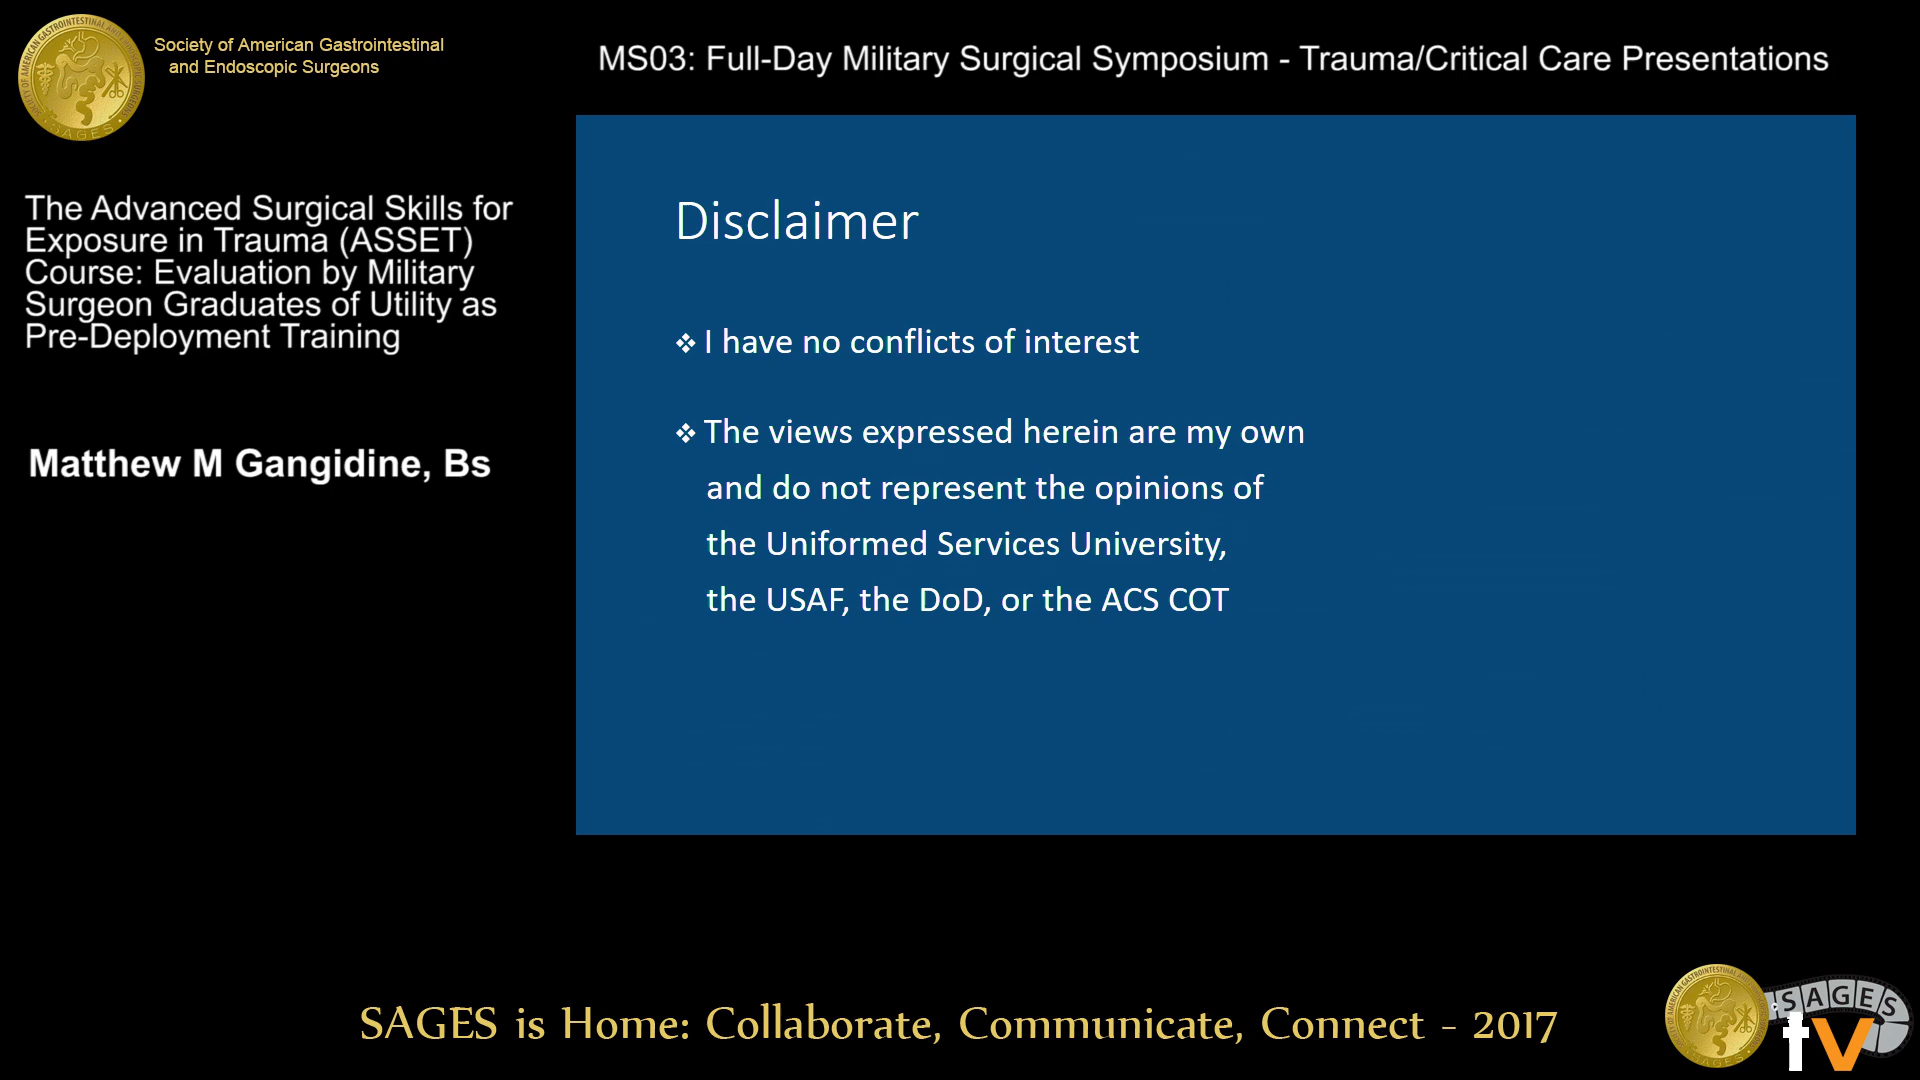 Society of American Gastrointestinal
and Endoscopic Surgeons
MS03: Full-Day Military Surgical Symposium - Trauma/Critical Care Presentations
The Advanced Surgical Skills for
Exposure in Trauma (ASSET)
Course: Evaluation by Military
Surgeon Graduates of Utility as
Pre-Deployment Training
Matthew M Gangidine, Bs
Disclaimer
❖ I have no conflicts of interest
❖ The views expressed herein are my own
and do not represent the opinions of
the Uniformed Services University,
the USAF, the DoD, or the ACS COT
SAGES is Home: Collaborate, Communicate, Connect - 2017
SAGES
tv